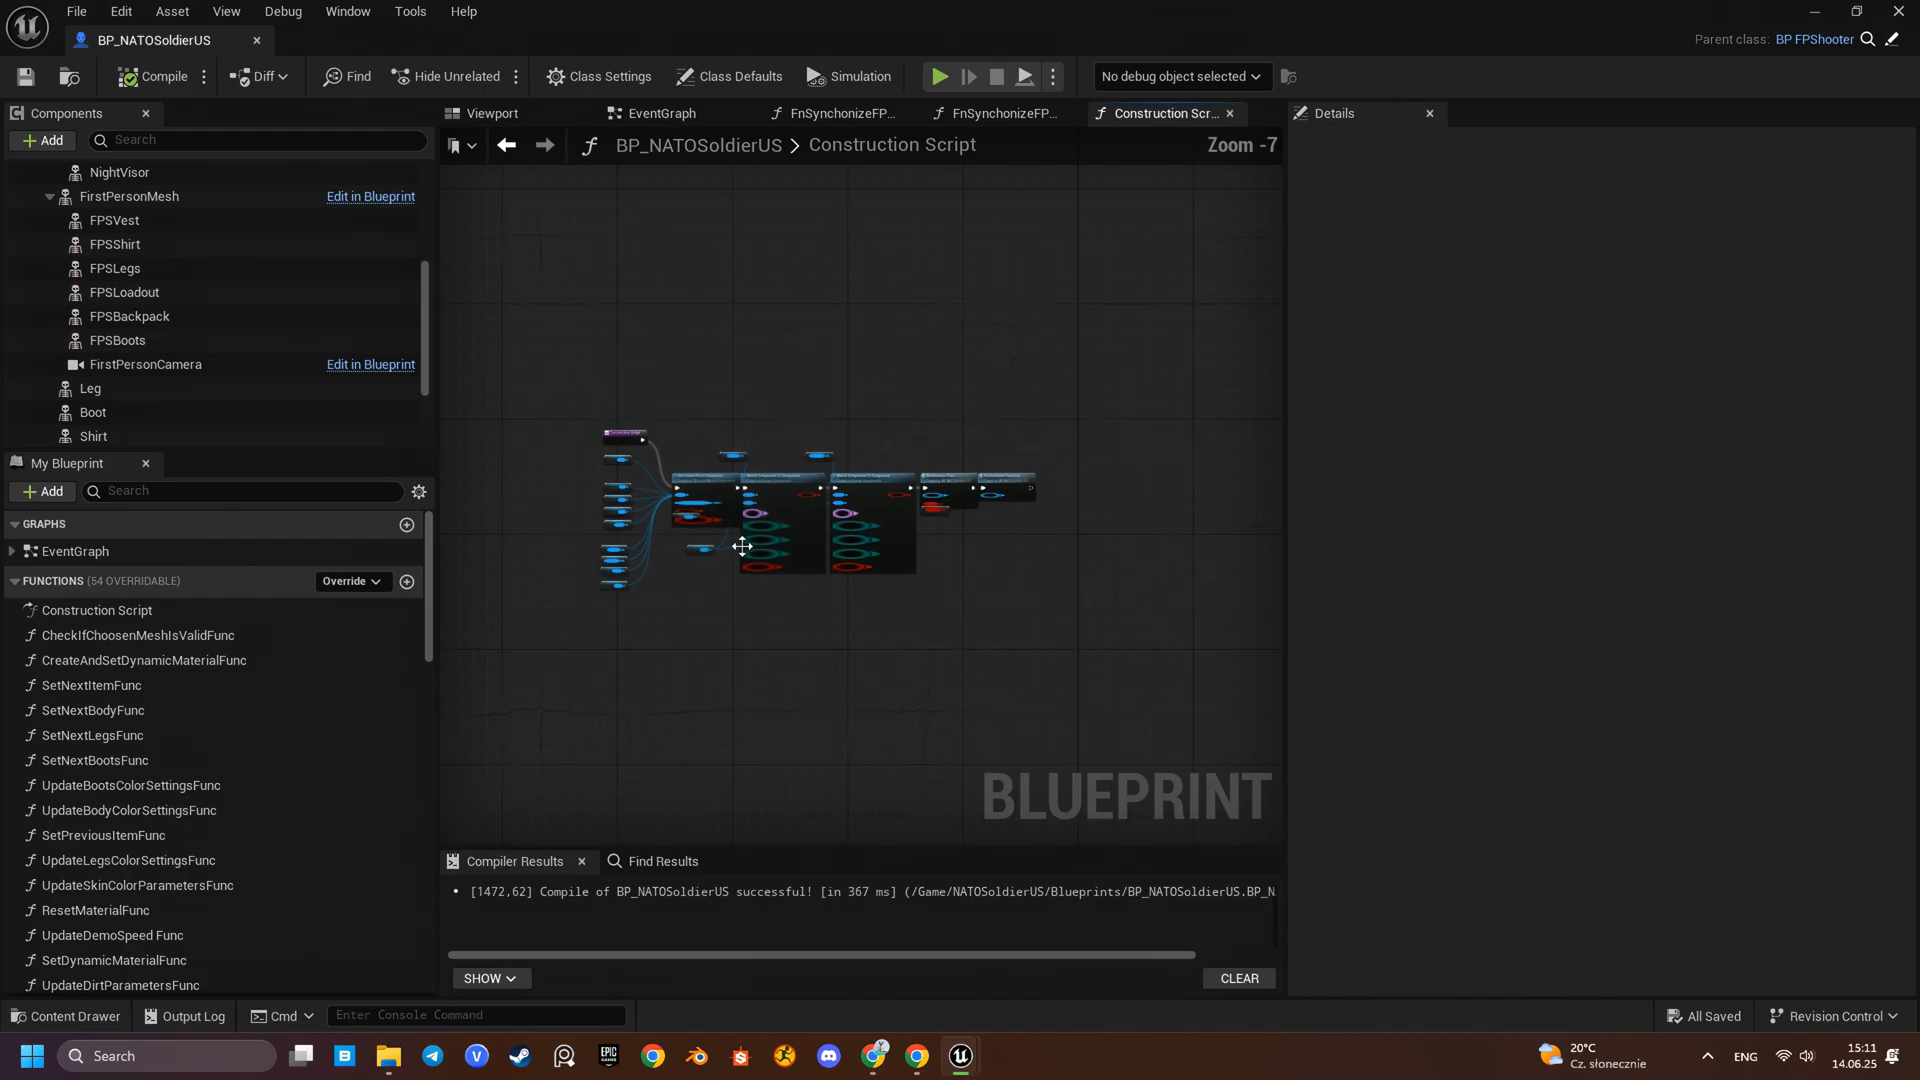 File Edit Asset View Debug Window Tools Help
BP_NATOSoldierUS
Parent class: BP FPShooter
Compile Diff Find Hide Unrelated Class Settings Class Defaults Simulation No debug object selected
Components
Viewport EventGraph FnSynchonizeFP... FnSynchonizeFP... Construction Scr... Details
Add Search
BP_NATOSoldierUS > Construction Script Zoom -7
NightVisor
FirstPersonMesh Edit in Blueprint
FPSVest
FPSShirt
FPSLegs
FPSLoadout
FPSBackpack
FPSBoots
FirstPersonCamera Edit in Blueprint
Leg
Boot
Shirt
My Blueprint
Add Search
GRAPHS
EventGraph
FUNCTIONS (54 OVERRIDABLE) Override
Construction Script
CheckIfChoosenMeshIsValidFunc
CreateAndSetDynamicMaterialFunc
SetNextItemFunc
SetNextBodyFunc
SetNextLegsFunc
SetNextBootsFunc
UpdateBootsColorSettingsFunc
UpdateBodyColorSettingsFunc
SetPreviousItemFunc
UpdateLegsColorSettingsFunc
UpdateSkinColorParametersFunc
ResetMaterialFunc
UpdateDemoSpeed Func
SetDynamicMaterialFunc
UpdateDirtParametersFunc
BLUEPRINT
Compiler Results Find Results
[1472,62] Compile of BP_NATOSoldierUS successful! [in 367 ms] (/Game/NATOSoldierUS/Blueprints/BP_NATOSoldierUS.BP_N
SHOW CLEAR
Content Drawer Output Log Cmd Enter Console Command All Saved Revision Control
Search
20°C
Cz. słonecznie
ENG
15:11
14.06.25